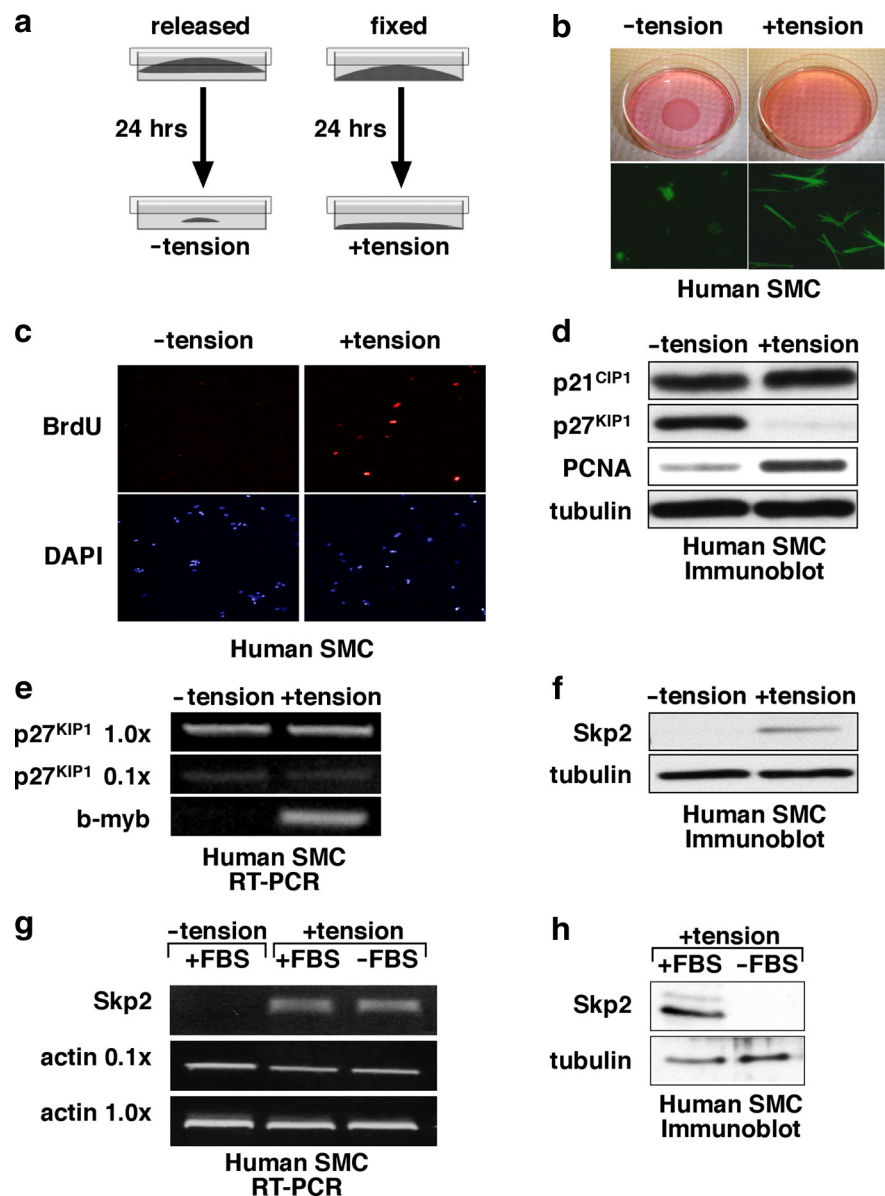 a
released fixed
24 hrs 24 hrs
–tension +tension
b
–tension +tension
Human SMC
c
–tension +tension
BrdU
DAPI
Human SMC
d
–tension +tension
p21CIP1
p27KIP1
PCNA
tubulin
Human SMC
Immunoblot
e
–tension +tension
p27KIP1 1.0x
p27KIP1 0.1x
b-myb
Human SMC
RT-PCR
f
–tension +tension
Skp2
tubulin
Human SMC
Immunoblot
g
–tension +tension
+FBS +FBS –FBS
Skp2
actin 0.1x
actin 1.0x
Human SMC
RT-PCR
h
+tension
+FBS –FBS
Skp2
tubulin
Human SMC
Immunoblot